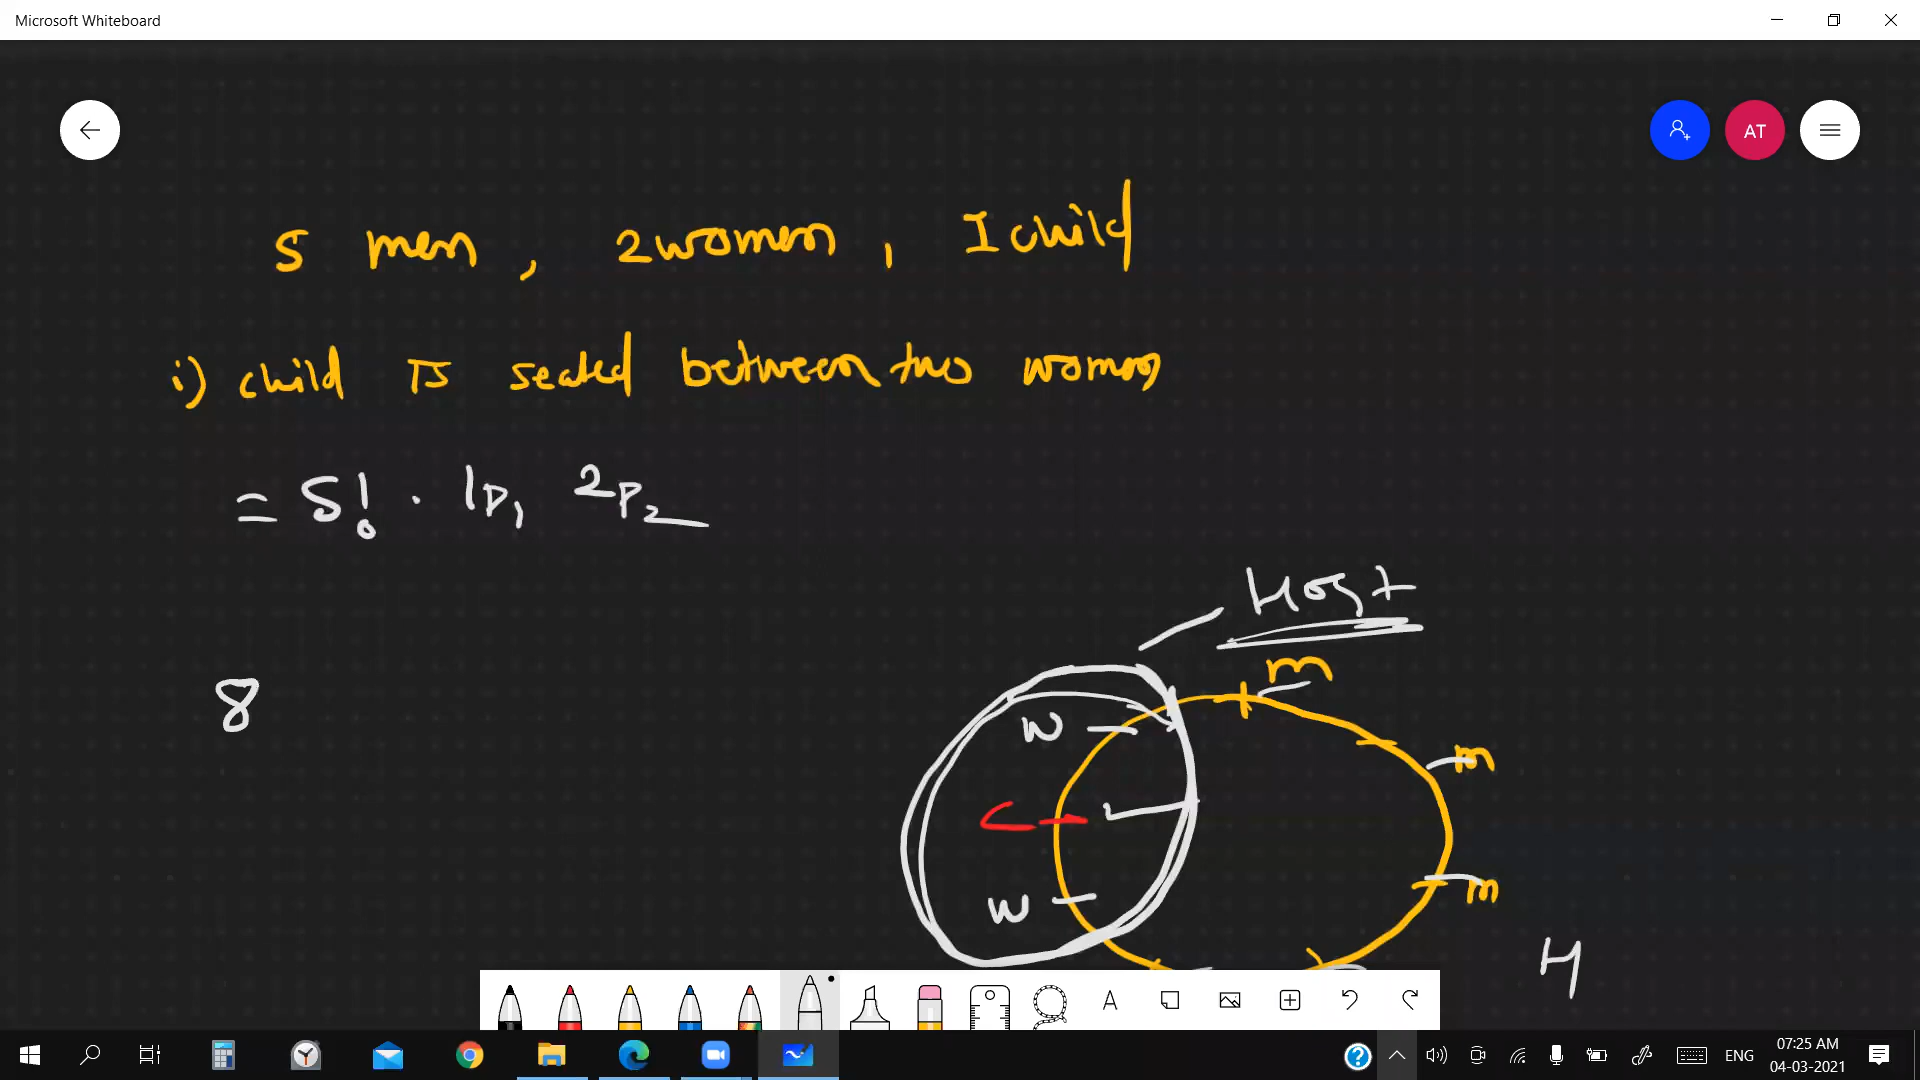 Microsoft Whiteboard
AT
5 men , 2 women , 1 child
i) child is seated between two women
= 5! . 1P1 2P2
Host
m
8
W
m
C
m
W
4
A
ENG
07:25 AM
04-03-2021